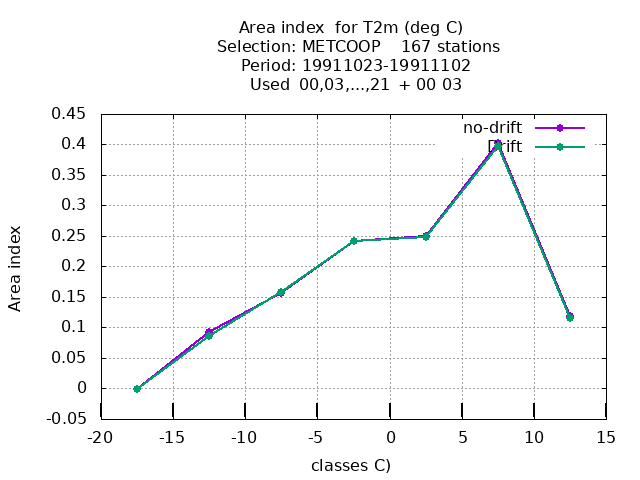 Area index  for T2m (deg C)
Selection: METCOOP    167 stations
Period: 19911023-19911102
Used  00,03,...,21  + 00 03
no-drift
Drift
0.45
0.4
0.35
0.3
0.25
0.2
0.15
0.1
0.05
0
-0.05
Area index
-20 -15 -10 -5 0 5 10 15
classes C)